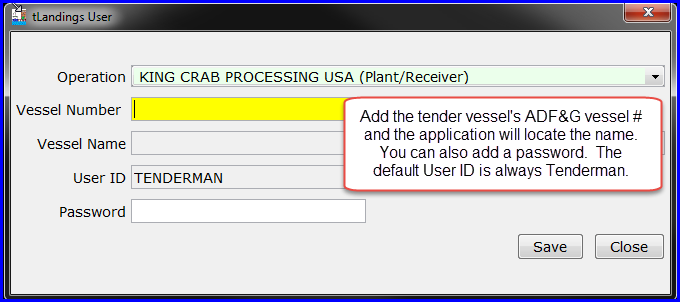 tLandings User
Operation KING CRAB PROCESSING USA (Plant/Receiver)
Vessel Number
Add the tender vessel's ADF&G vessel #
and the application will locate the name.
You can also add a password.  The
default User ID is always Tenderman.
Vessel Name
User ID TENDERMAN
Password
Save Close